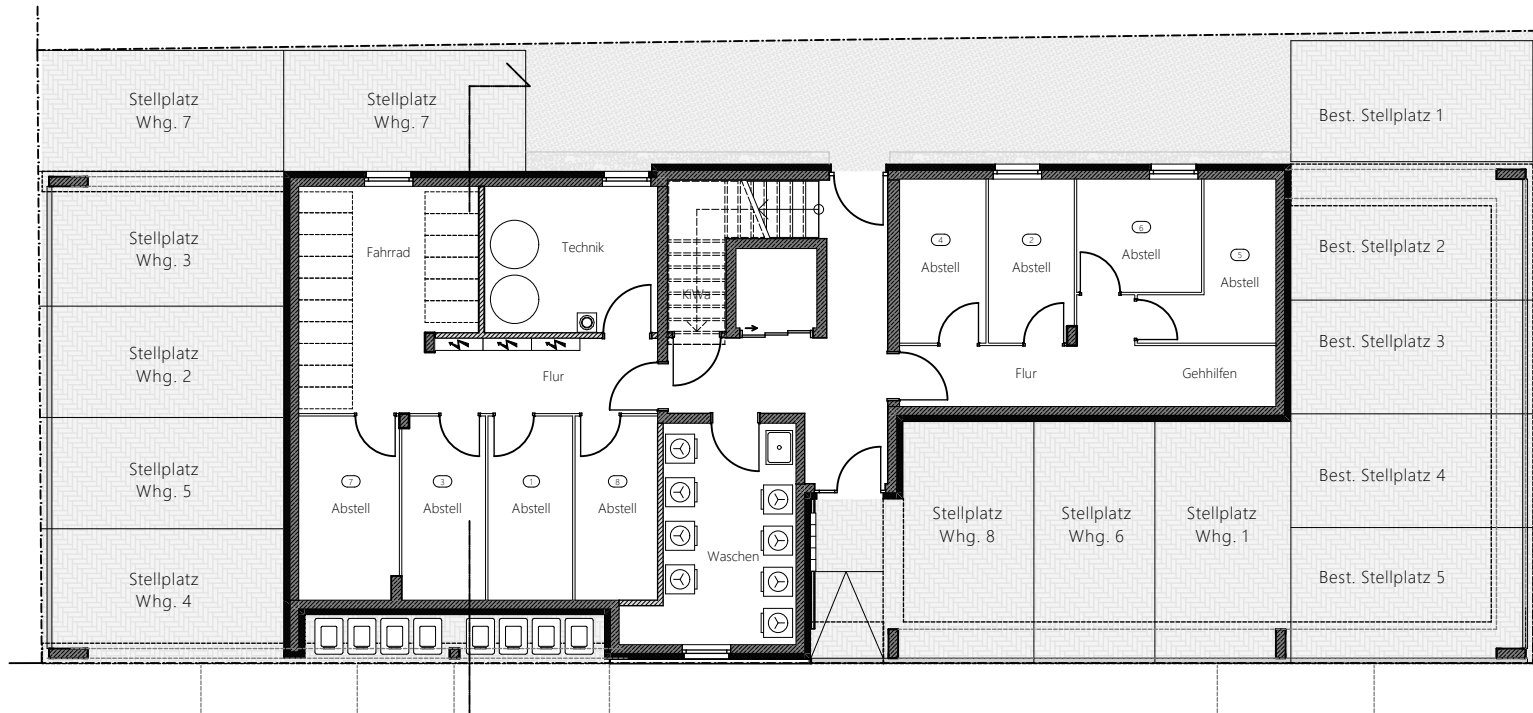 Stellplatz
Whg. 7
Stellplatz
Whg. 7
Best. Stellplatz 1
Stellplatz
Whg. 3
Fahrrad
Technik
KiWa
4
Abstell
2
Abstell
6
Abstell
5
Abstell
Best. Stellplatz 2
Stellplatz
Whg. 2
Flur
Flur
Gehhilfen
Best. Stellplatz 3
Stellplatz
Whg. 5
7
Abstell
3
Abstell
1
Abstell
8
Abstell
Waschen
Stellplatz
Whg. 8
Stellplatz
Whg. 6
Stellplatz
Whg. 1
Best. Stellplatz 4
Stellplatz
Whg. 4
Best. Stellplatz 5